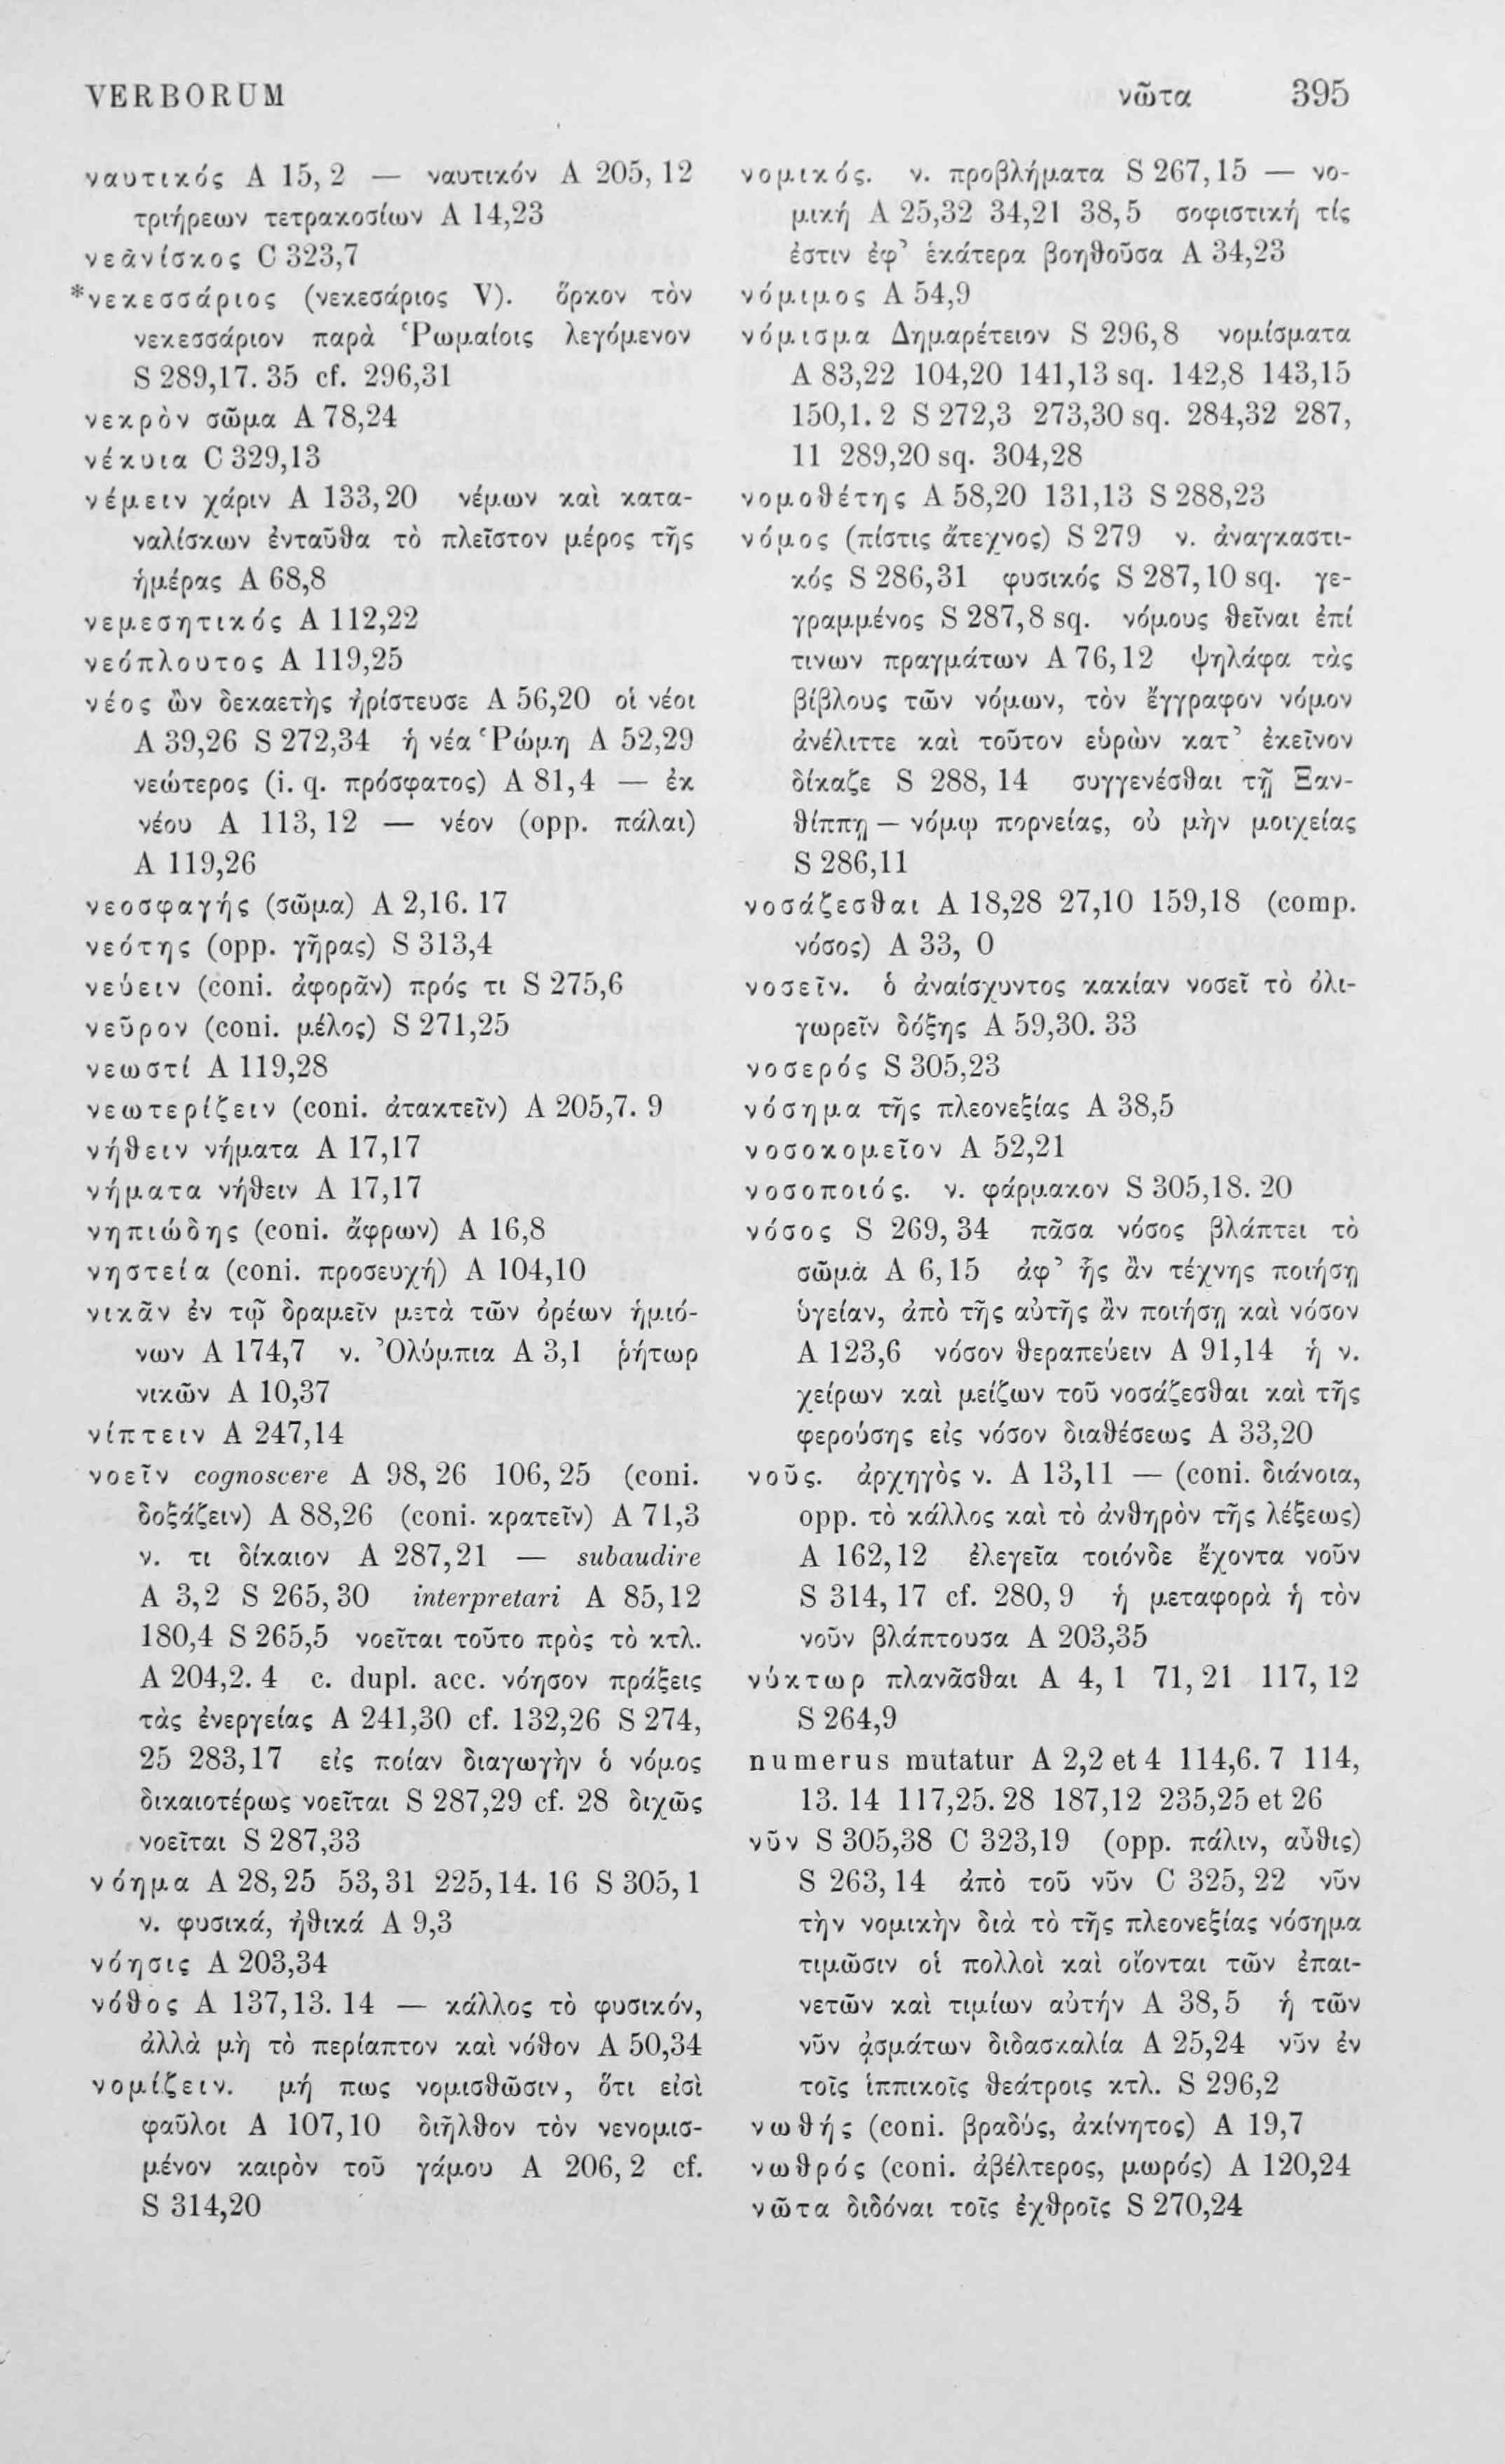 VERBORUM νῶτα 395
ναυτικός A 15, 2 — ναυτικόν A 205, 12
τριήρεων τετρακοσίων A 14,23
νεᾱνίσκος C 323,7
*νεκεσσάριος (νεκεσάριος V). ὅρκον τὸν
νεκεσσάριον παρὰ Ῥωμαίοις λεγόμενον
S 289,17. 35 cf. 296,31
νεκρὸν σῶμα A 78,24
νέκυια C 329,13
νέμειν χάριν A 133,20 νέμων καὶ κατα-
ναλίσκων ἐνταῦθα τὸ πλεῖστον μέρος τῆς
ἡμέρας A 68,8
νεμεσητικός A 112,22
νεόπλουτος A 119,25
νέος ὢν δεκαετὴς ἠρίστευσε A 56,20 οἱ νέοι
A 39,26 S 272,34 ἡ νέα Ῥώμη A 52,29
νεώτερος (i. q. πρόσφατος) A 81,4 — ἐκ
νέου A 113, 12 — νέον (opp. πάλαι)
A 119,26
νεοσφαγής (σῶμα) A 2,16. 17
νεότης (opp. γῆρας) S 313,4
νεύειν (coni. ἀφορᾶν) πρός τι S 275,6
νεῦρον (coni. μέλος) S 271,25
νεωστί A 119,28
νεωτερίζειν (coni. ἀτακτεῖν) A 205,7. 9
νήθειν νήματα A 17,17
νήματα νήθειν A 17,17
νηπιώδης (coni. ἄφρων) A 16,8
νηστεία (coni. προσευχή) A 104,10
νικᾶν ἐν τῷ δραμεῖν μετὰ τῶν ὀρέων ἡμιό-
νων A 174,7 ν. Ὀλύμπια A 3,1 ῥήτωρ
νικῶν A 10,37
νίπτειν A 247,14
νοεῖν cognoscere A 98, 26 106, 25 (coni.
δοξάζειν) A 88,26 (coni. κρατεῖν) A 71,3
ν. τι δίκαιον A 287,21 — subaudire
A 3,2 S 265, 30 interpretari A 85,12
180,4 S 265,5 νοεῖται τοῦτο πρὸς τὸ κτλ.
A 204,2. 4 c. dupl. acc. νόησον πράξεις
τὰς ἐνεργείας A 241,30 cf. 132,26 S 274,
25 283,17 εἰς ποίαν διαγωγὴν ὁ νόμος
δικαιοτέρως νοεῖται S 287,29 cf. 28 διχῶς
νοεῖται S 287,33
νόημα A 28,25 53,31 225,14. 16 S 305, 1
ν. φυσικά, ἠθικά A 9,3
νόησις A 203,34
νόθος A 137,13. 14 — κάλλος τὸ φυσικόν,
ἀλλὰ μὴ τὸ περίαπτον καὶ νόθον A 50,34
νομίζειν. μή πως νομισθῶσιν, ὅτι εἰσὶ
φαῦλοι A 107,10 διῆλθον τὸν νενομισ-
μένον καιρὸν τοῦ γάμου A 206, 2 cf.
S 314,20
νομικός. ν. προβλήματα S 267,15 — νο-
μική A 25,32 34,21 38,5 σοφιστική τίς
ἐστιν ἐφ’ ἑκάτερα βοηθοῦσα A 34,23
νόμιμος A 54,9
νόμισμα Δημαρέτειον S 296,8 νομίσματα
A 83,22 104,20 141,13 sq. 142,8 143,15
150,1. 2 S 272,3 273,30 sq. 284,32 287,
11 289,20 sq. 304,28
νομοθέτης A 58,20 131,13 S 288,23
νόμος (πίστις ἄτεχνος) S 279 ν. ἀναγκαστι-
κός S 286,31 φυσικός S 287,10 sq. γε-
γραμμένος S 287,8 sq. νόμους θεῖναι ἐπί
τινων πραγμάτων A 76,12 ψηλάφα τὰς
βίβλους τῶν νόμων, τὸν ἔγγραφον νόμον
ἀνέλιττε καὶ τοῦτον εὑρὼν κατ’ ἐκεῖνον
δίκαζε S 288, 14 συγγενέσθαι τῇ Ξαν-
θίππῃ — νόμῳ πορνείας, οὐ μὴν μοιχείας
S 286,11
νοσάζεσθαι A 18,28 27,10 159,18 (comp.
νόσος) A 33, 0
νοσεῖν. ὁ ἀναίσχυντος κακίαν νοσεῖ τὸ ὀλι-
γωρεῖν δόξης A 59,30. 33
νοσερός S 305,23
νόσημα τῆς πλεονεξίας A 38,5
νοσοκομεῖον A 52,21
νοσοποιός. ν. φάρμακον S 305,18. 20
νόσος S 269, 34 πᾶσα νόσος βλάπτει τὸ
σῶμὰ A 6, 15 ἀφ’ ἧς ἂν τέχνης ποιήσῃ
ὑγείαν, ἀπὸ τῆς αὐτῆς ἂν ποιήσῃ καὶ νόσον
A 123,6 νόσον θεραπεύειν A 91,14 ἡ ν.
χείρων καὶ μείζων τοῦ νοσάζεσθαι καὶ τῆς
φερούσης εἰς νόσον διαθέσεως A 33,20
νοῦς. ἀρχηγὸς ν. A 13,11 — (coni. διάνοια,
opp. τὸ κάλλος καὶ τὸ ἀνθηρὸν τῆς λέξεως)
A 162,12 ἐλεγεῖα τοιόνδε ἔχοντα νοῦν
S 314, 17 cf. 280, 9 ἡ μεταφορὰ ἡ τὸν
νοῦν βλάπτουσα A 203,35
νύκτωρ πλανᾶσθαι A 4, 1 71, 21 117, 12
S 264,9
numerus mutatur A 2,2 et 4 114,6. 7 114,
13. 14 117,25. 28 187,12 235,25 et 26
νῦν S 305,38 C 323,19 (opp. πάλιν, αὖθις)
S 263, 14 ἀπὸ τοῦ νῦν C 325, 22 νῦν
τὴν νομικὴν διὰ τὸ τῆς πλεονεξίας νόσημα
τιμῶσιν οἱ πολλοὶ καὶ οἴονται τῶν ἐπαι-
νετῶν καὶ τιμίων αὐτήν A 38,5 ἡ τῶν
νῦν ᾀσμάτων διδασκαλία A 25,24 νῦν ἐν
τοῖς ἱππικοῖς θεάτροις κτλ. S 296,2
νωθής (coni. βραδύς, ἀκίνητος) A 19,7
νωθρός (coni. ἀβέλτερος, μωρός) A 120,24
νῶτα διδόναι τοῖς ἐχθροῖς S 270,24